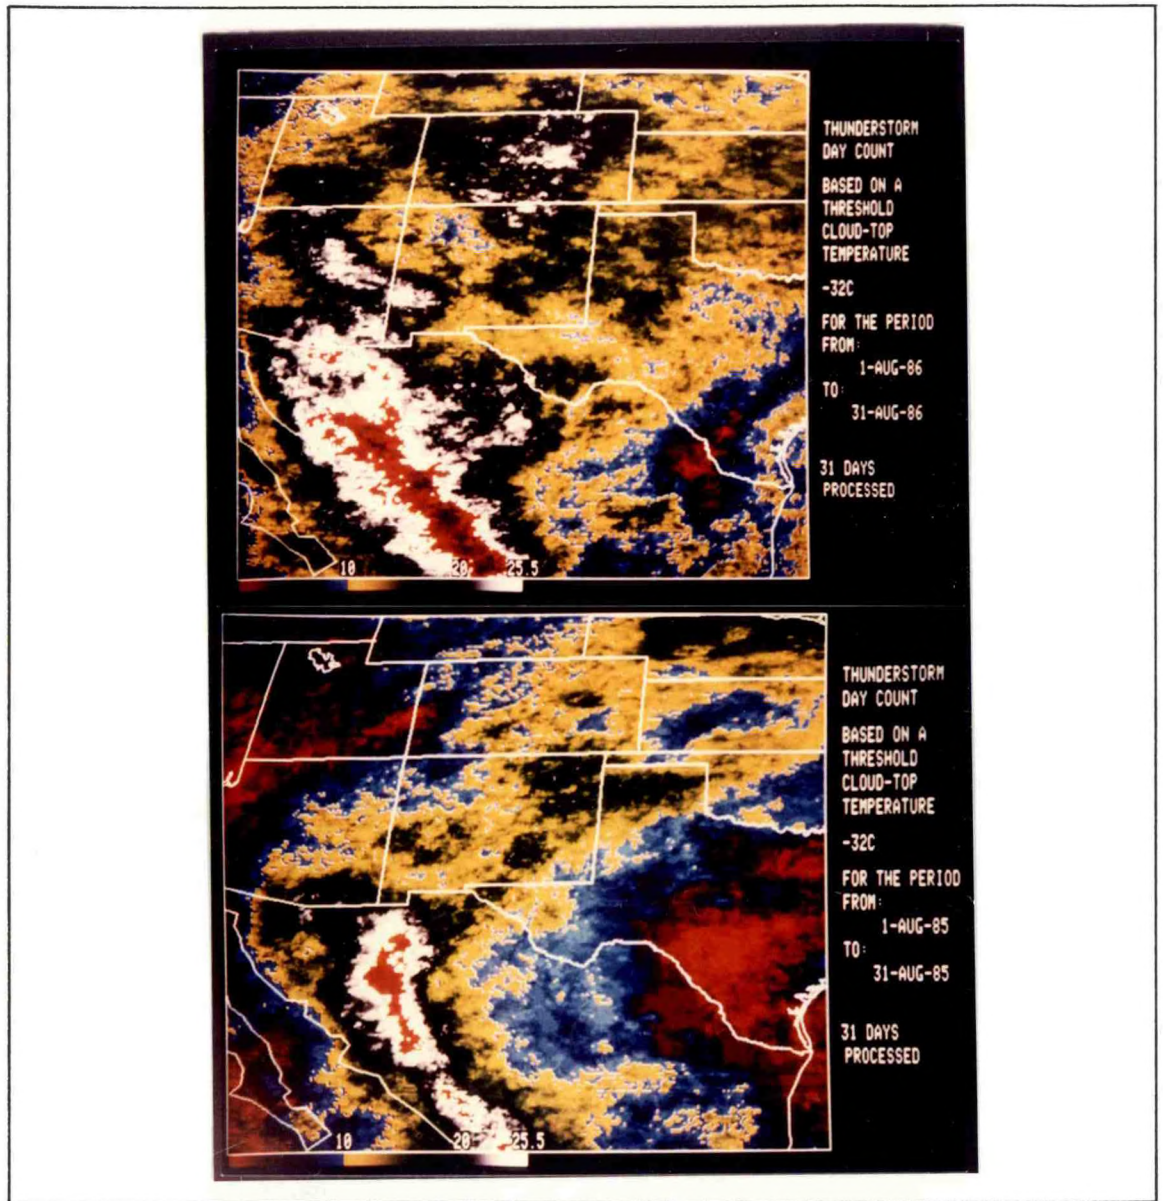 THUNDERSTORM
DAY COUNT
BASED ON A
THRESHOLD
CLOUD-TOP
TEMPERATURE
-32C
FOR THE PERIOD
FROM:
1-AUG-86
TO:
31-AUG-86
31 DAYS
PROCESSED
10 20 25.5
THUNDERSTORM
DAY COUNT
BASED ON A
THRESHOLD
CLOUD-TOP
TEMPERATURE
-32C
FOR THE PERIOD
FROM:
1-AUG-85
TO:
31-AUG-85
31 DAYS
PROCESSED
10 20 25.5